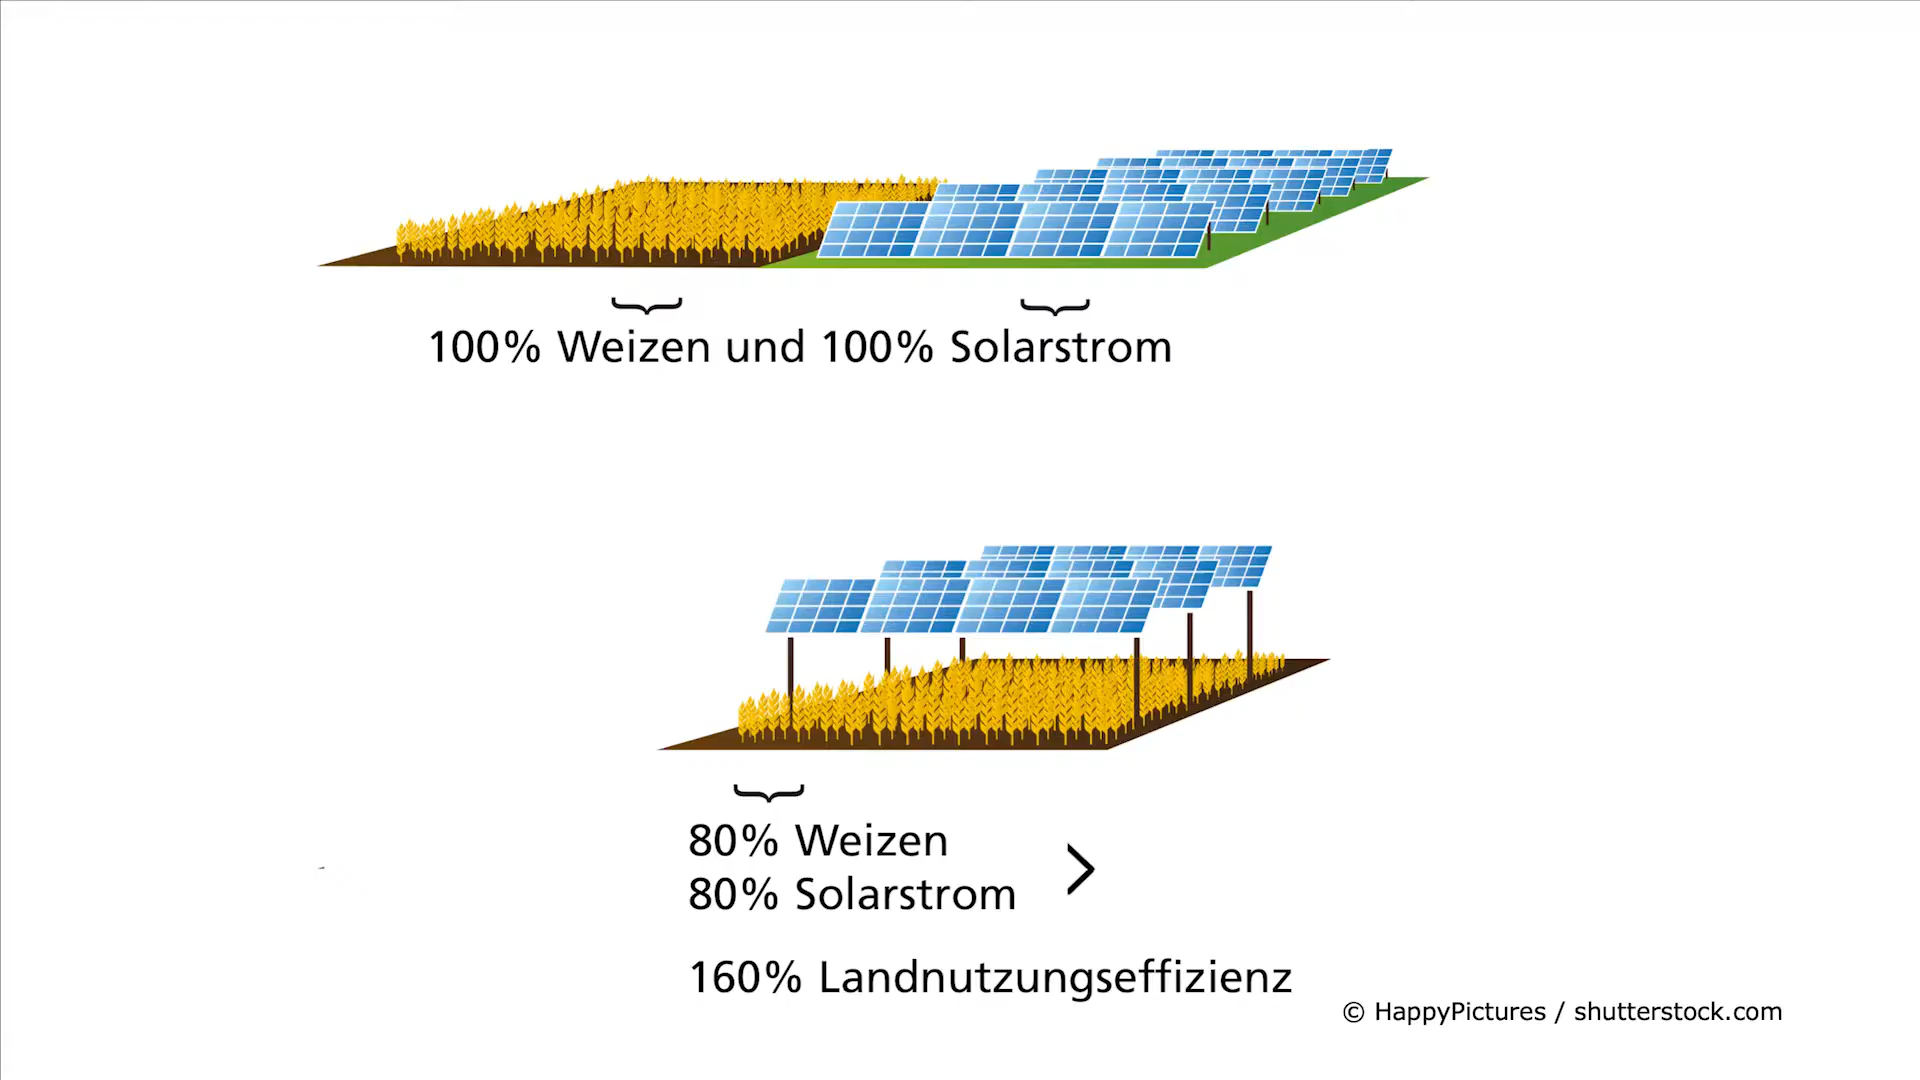 100% Weizen und 100% Solarstrom
80% Weizen
80% Solarstrom
>
160% Landnutzungseffizienz
© HappyPictures / shutterstock.com